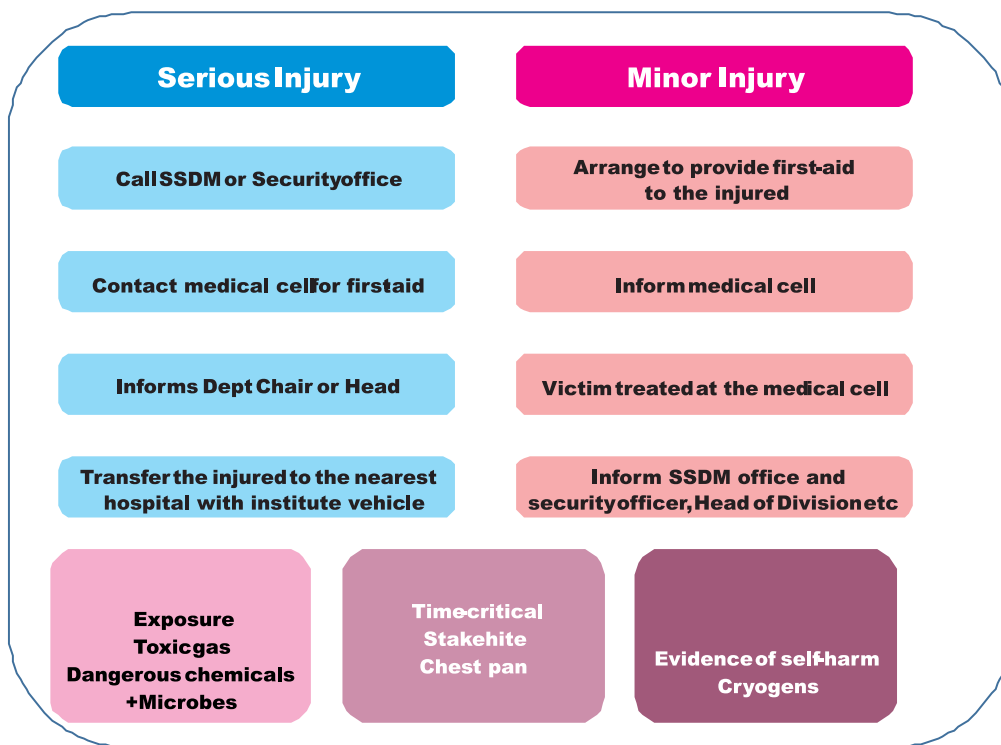 Serious Injury
Call SSDM or Security office
Contact medical cell for first aid
Informs Dept Chair or Head
Transfer the injured to the nearest
hospital with institute vehicle
Minor Injury
Arrange to provide first-aid
to the injured
Inform medical cell
Victim treated at the medical cell
Inform SSDM office and
security officer, Head of Division etc
Exposure
Toxic gas
Dangerous chemicals
+Microbes
Time-critical
Stakehite
Chest pan
Evidence of self-harm
Cryogens